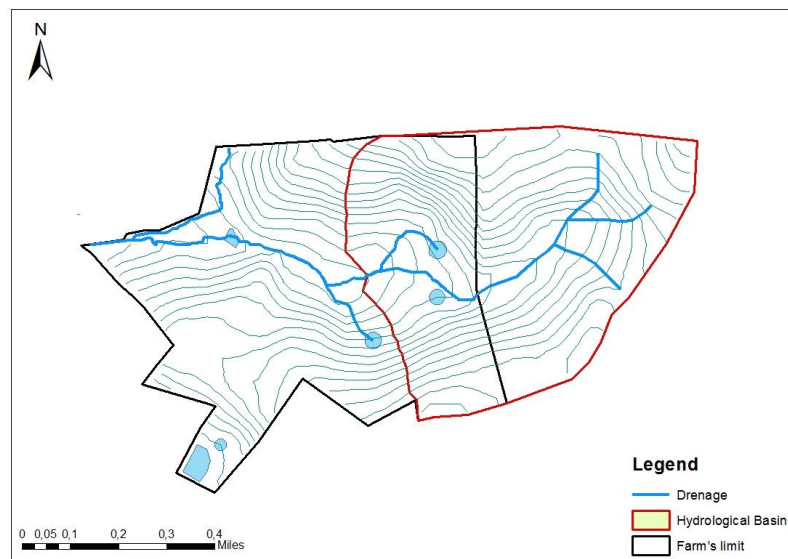 N
Legend
Drenage
Hydrological Basin
Farm's limit
0 0,05 0,1 0,2 0,3 0,4
Miles